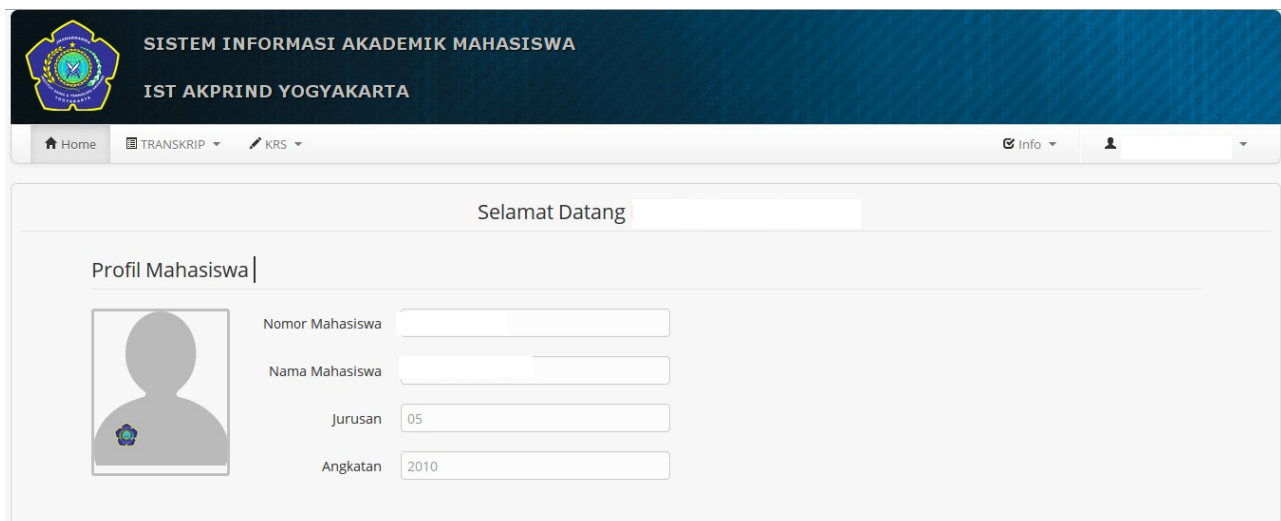 SISTEM INFORMASI AKADEMIK MAHASISWA
IST AKPRIND YOGYAKARTA
Home TRANSKRIP KRS Info
Selamat Datang
Profil Mahasiswa
Nomor Mahasiswa
Nama Mahasiswa
Jurusan 05
Angkatan 2010